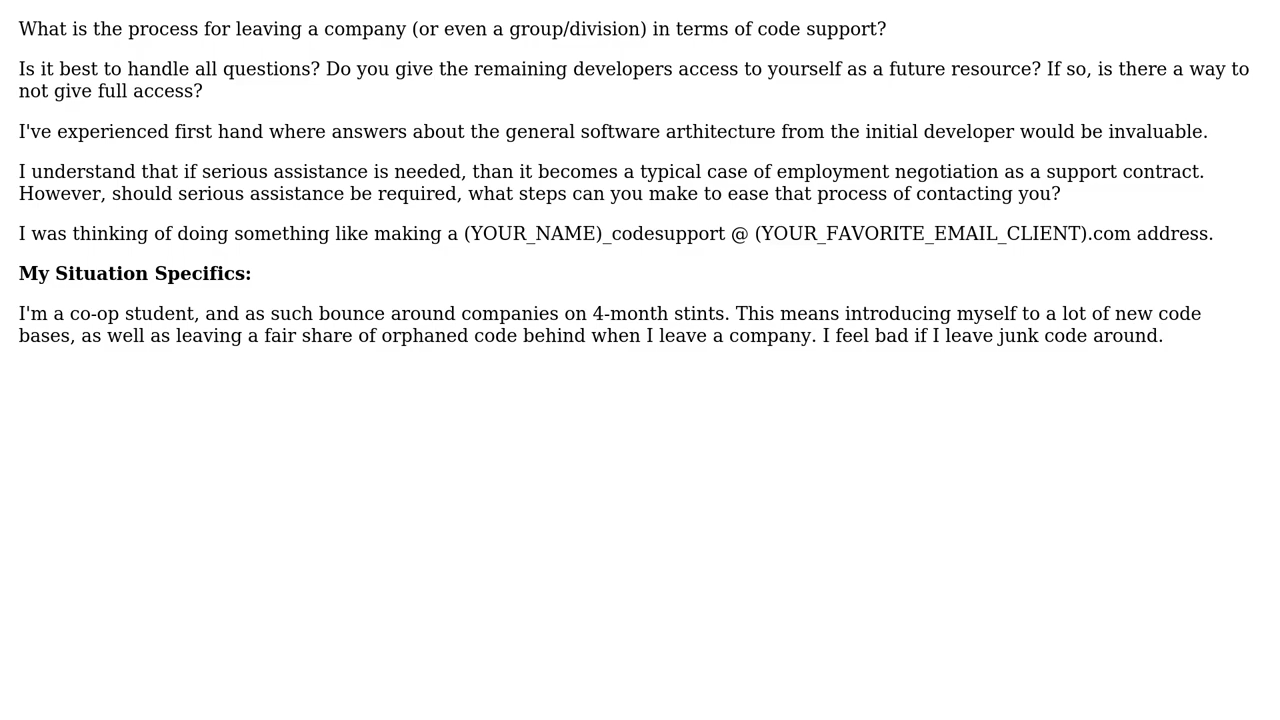 What is the process for leaving a company (or even a group/division) in terms of code support?
Is it best to handle all questions? Do you give the remaining developers access to yourself as a future resource? If so, is there a way to
not give full access?
I've experienced first hand where answers about the general software arthitecture from the initial developer would be invaluable.
I understand that if serious assistance is needed, than it becomes a typical case of employment negotiation as a support contract.
However, should serious assistance be required, what steps can you make to ease that process of contacting you?
I was thinking of doing something like making a (YOUR_NAME)_codesupport @ (YOUR_FAVORITE_EMAIL_CLIENT).com address.
My Situation Specifics:
I'm a co-op student, and as such bounce around companies on 4-month stints. This means introducing myself to a lot of new code
bases, as well as leaving a fair share of orphaned code behind when I leave a company. I feel bad if I leave junk code around.